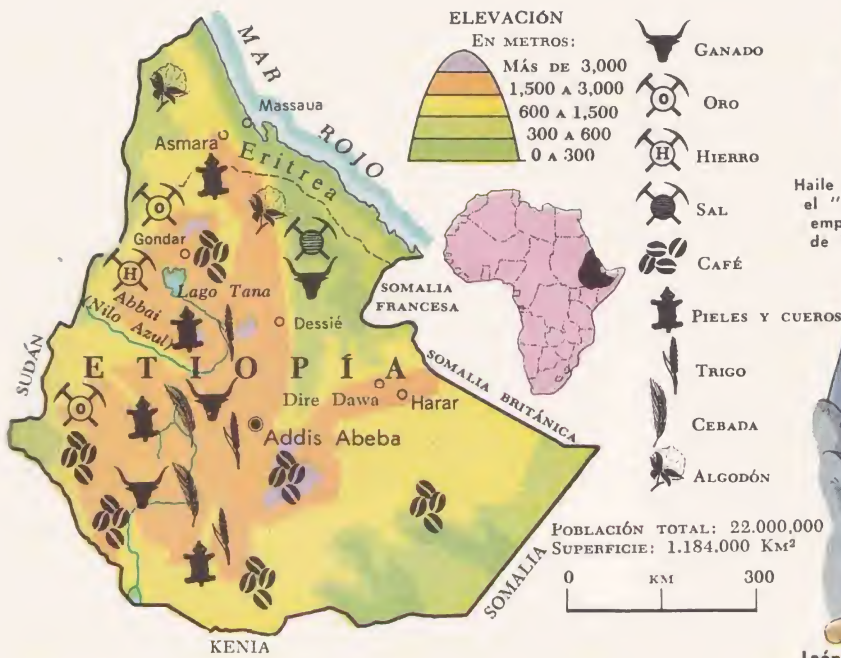 ELEVACIÓN
EN METROS:
MÁS DE 3,000
1,500 A 3,000
600 A 1,500
300 A 600
0 A 300
GANADO
ORO
HIERRO
SAL
CAFÉ
PIELES Y CUEROS
TRIGO
CEBADA
ALGODÓN
O
H
Haile
el "
emp
de
MAR
ROJO
Massaua
Asmara
Eritrea
O
Gondar
H
Abbai
(Nilo Azul)
Lago Tana
SOMALIA
FRANCESA
Dessié
SUDÁN
ETIOPÍA
SOMALIA BRITÁNICA
Dire Dawa
Harar
O
Addis Abeba
SOMALIA
KENIA
POBLACIÓN TOTAL: 22.000,000
SUPERFICIE: 1.184,000 KM²
0 KM 300